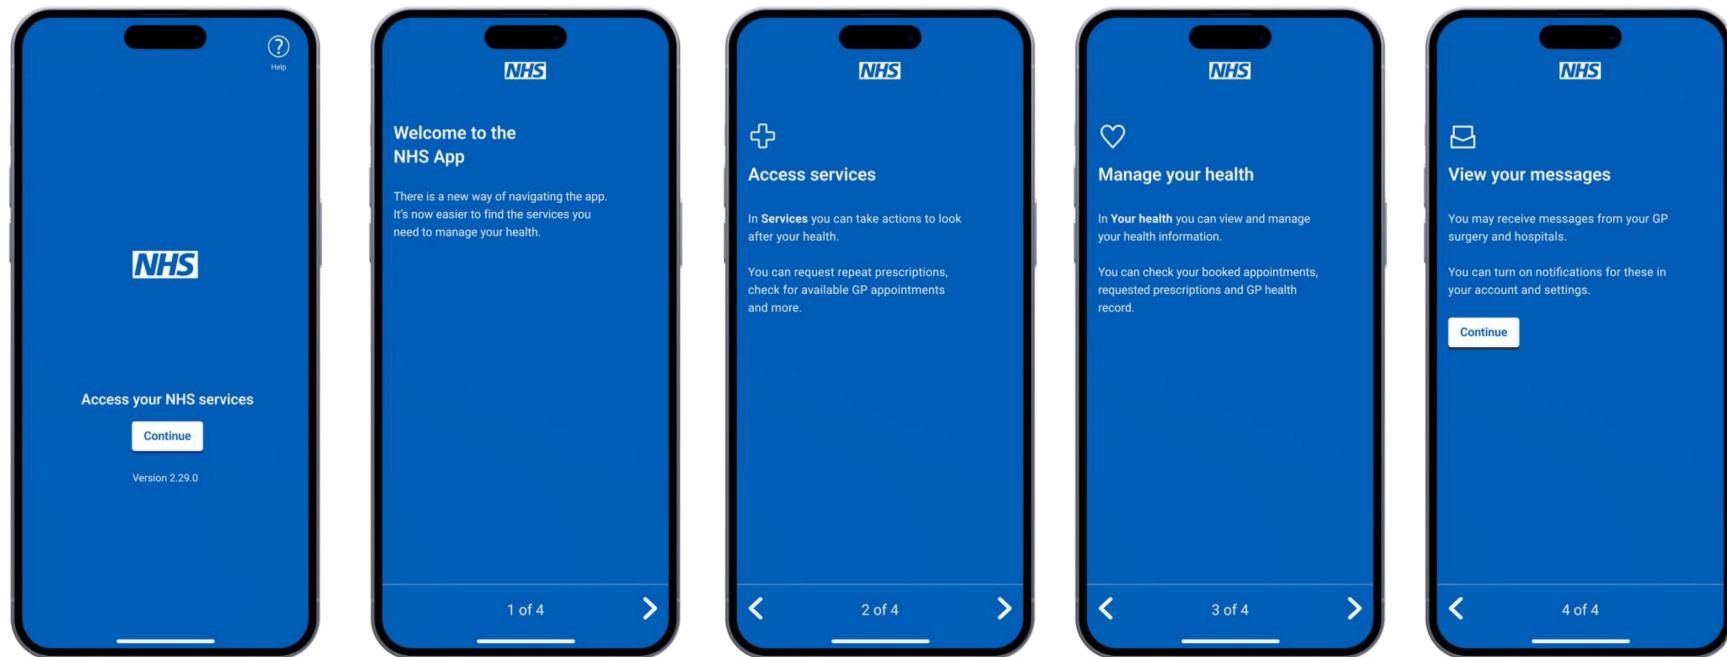 ?
Help
NHS
Access your NHS services
Continue
Version 2.29.0
NHS
Welcome to the
NHS App
There is a new way of navigating the app.
It's now easier to find the services you
need to manage your health.
1 of 4
NHS
Access services
In Services you can take actions to look
after your health.
You can request repeat prescriptions,
check for available GP appointments
and more.
2 of 4
NHS
Manage your health
In Your health you can view and manage
your health information.
You can check your booked appointments,
requested prescriptions and GP health
record.
3 of 4
NHS
View your messages
You may receive messages from your GP
surgery and hospitals.
You can turn on notifications for these in
your account and settings.
Continue
4 of 4